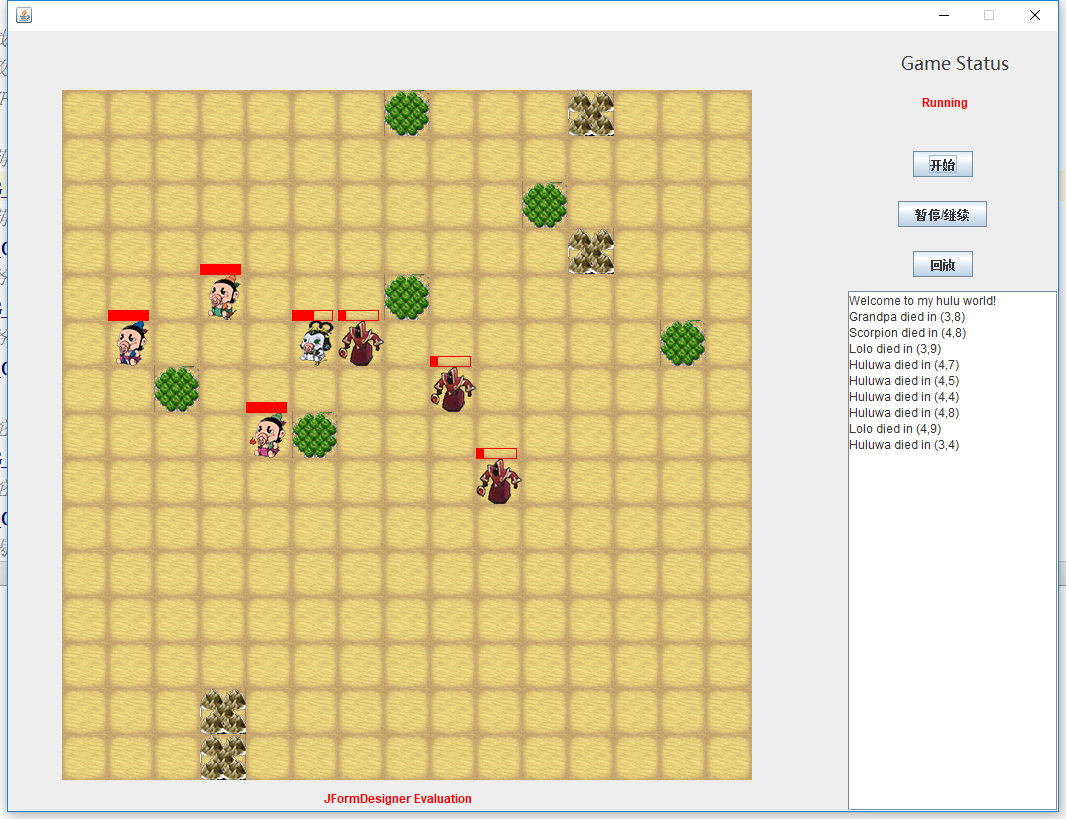 Game Status
Running
开始
暂停/继续
回放
Welcome to my hulu world!
Grandpa died in (3,8)
Scorpion died in (4,8)
Lolo died in (3,9)
Huluwa died in (4,7)
Huluwa died in (4,5)
Huluwa died in (4,4)
Huluwa died in (4,8)
Lolo died in (4,9)
Huluwa died in (3,4)
JFormDesigner Evaluation